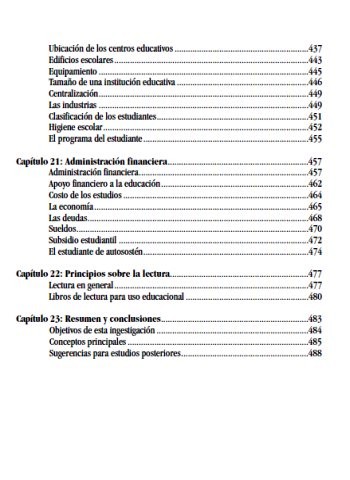 Ubicación de los centros educativos ........ 437
Edificios escolares ........ 443
Equipamiento ........ 445
Tamaño de una institución educativa ........ 446
Centralización ........ 449
Las industrias ........ 449
Clasificación de los estudiantes ........ 451
Higiene escolar ........ 452
El programa del estudiante ........ 455
Capítulo 21: Administración financiera ........ 457
Administración financiera ........ 457
Apoyo financiero a la educación ........ 462
Costo de los estudios ........ 464
La economía ........ 465
Las deudas ........ 468
Sueldos ........ 470
Subsidio estudiantil ........ 472
El estudiante de autosostén ........ 474
Capítulo 22: Principios sobre la lectura ........ 477
Lectura en general ........ 477
Libros de lectura para uso educacional ........ 480
Capítulo 23: Resumen y conclusiones ........ 483
Objetivos de esta ingestigación ........ 484
Conceptos principales ........ 485
Sugerencias para estudios posteriores ........ 488